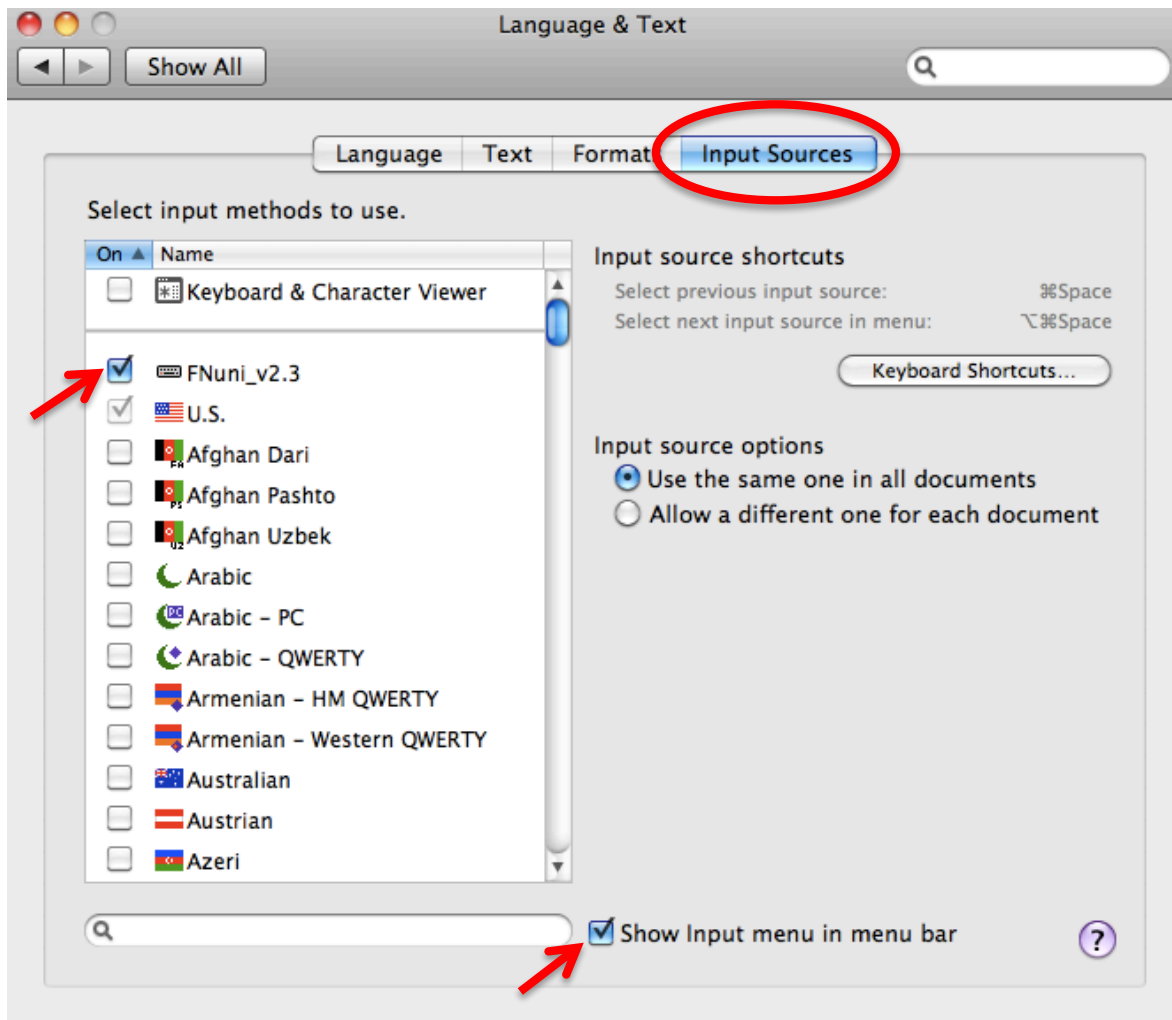 Language & Text
Show All
Language Text Formats Input Sources
Select input methods to use.
On Name
Keyboard & Character Viewer
FNuni_v2.3
U.S.
Afghan Dari
Afghan Pashto
Afghan Uzbek
Arabic
Arabic – PC
Arabic – QWERTY
Armenian – HM QWERTY
Armenian – Western QWERTY
Australian
Austrian
Azeri
Input source shortcuts
Select previous input source: ⌘Space
Select next input source in menu: ⌥⌘Space
Keyboard Shortcuts...
Input source options
Use the same one in all documents
Allow a different one for each document
Show Input menu in menu bar
?